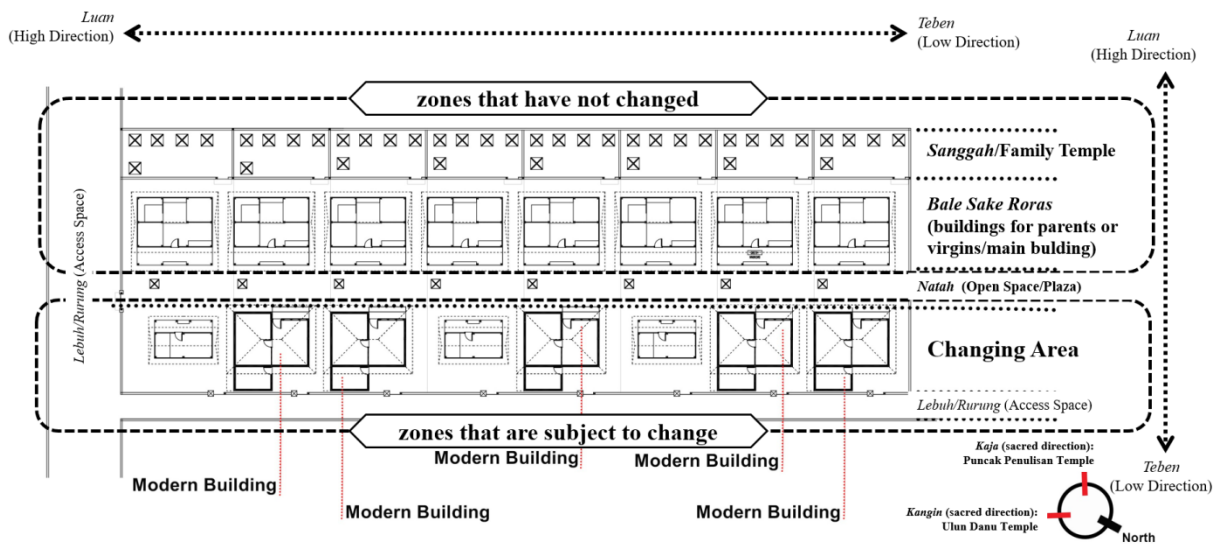 Luan
(High Direction)
Teben
(Low Direction)
Luan
(High Direction)
zones that have not changed
Sanggah/Family Temple
Bale Sake Roras
(buildings for parents or
virgins/main bulding)
Lebuh/Rurung (Access Space)
Natah (Open Space/Plaza)
Changing Area
Lebuh/Rurung (Access Space)
zones that are subject to change
Modern Building
Modern Building
Modern Building
Modern Building
Modern Building
Kaja (sacred direction):
Puncak Penulisan Temple
Teben
(Low Direction)
Kangin (sacred direction):
Ulun Danu Temple
North